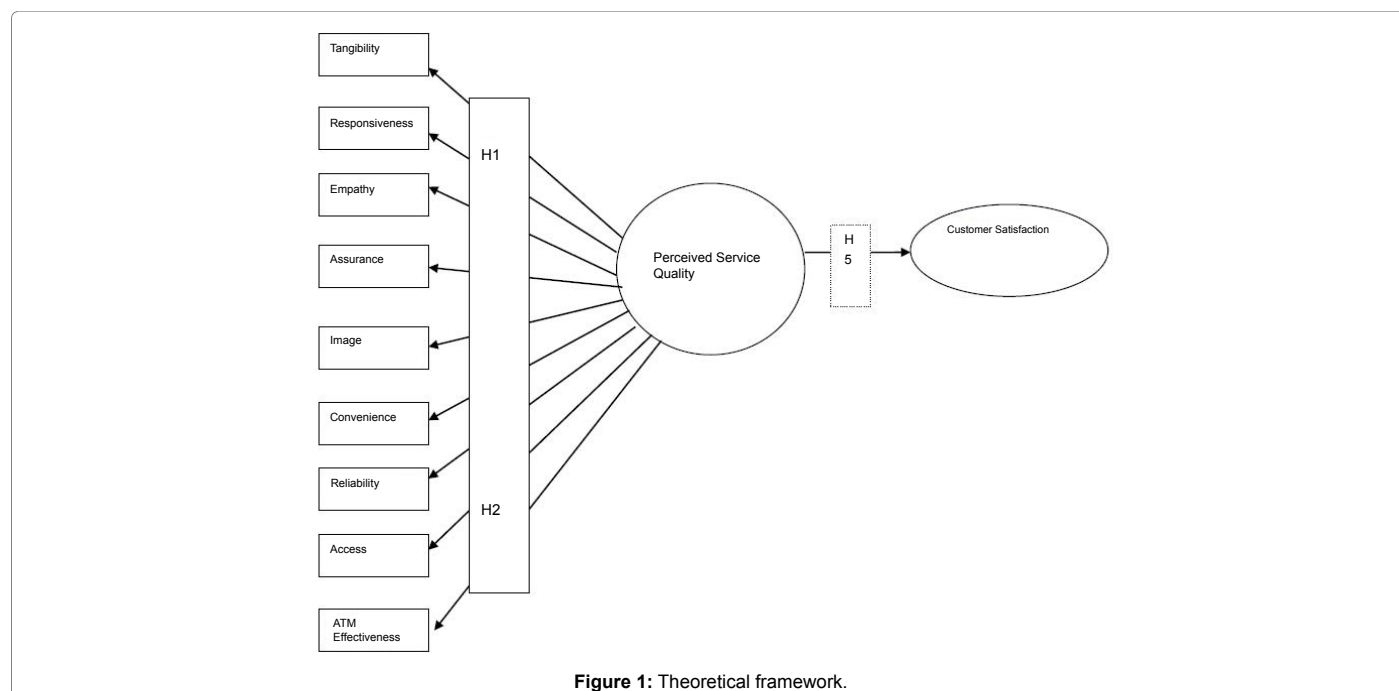 Tangibility
Responsiveness
Empathy
Assurance
Image
Convenience
Reliability
Access
ATM
Effectiveness
H1
H2
Perceived Service
Quality
H
5
Customer Satisfaction
Figure 1: Theoretical framework.